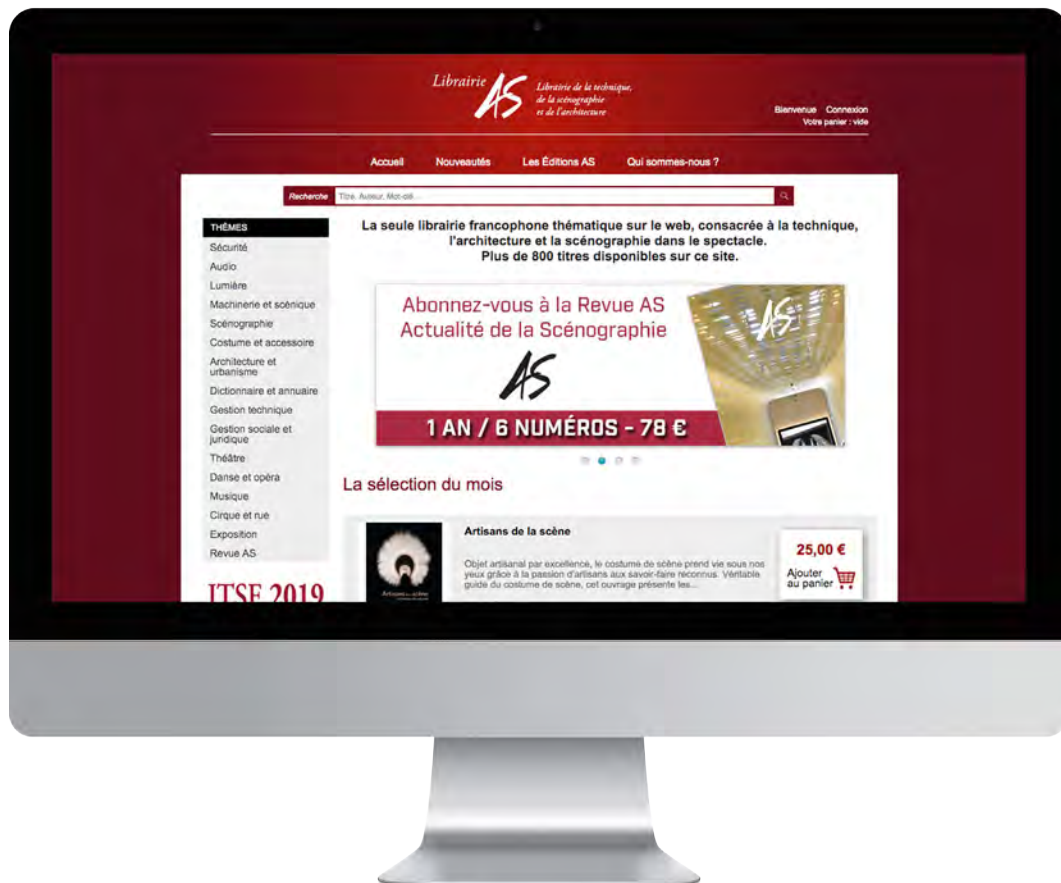 Librairie AS
Librairie de la technique,
de la scénographie
et de l'architecture
Bienvenue Connexion
Votre panier : vide
Accueil Nouveautés Les Éditions AS Qui sommes-nous ?
Recherche Titre, Auteur, Mot-clé...
THÈMES
Sécurité
Audio
Lumière
Machinerie et scénique
Scénographie
Costume et accessoire
Architecture et
urbanisme
Dictionnaire et annuaire
Gestion technique
Gestion sociale et
juridique
Théâtre
Danse et opéra
Musique
Cirque et rue
Exposition
Revue AS
ITSE 2019
La seule librairie francophone thématique sur le web, consacrée à la technique,
l'architecture et la scénographie dans le spectacle.
Plus de 800 titres disponibles sur ce site.
Abonnez-vous à la Revue AS
Actualité de la Scénographie
AS
AS
1 AN / 6 NUMÉROS - 78 €
La sélection du mois
Artisans de la scène
Artisans de la scène
Objet artisanal par excellence, le costume de scène prend vie sous nos
yeux grâce à la passion d'artisans aux savoir-faire reconnus. Véritable
guide du costume de scène, cet ouvrage présente les...
25,00 €
Ajouter
au panier